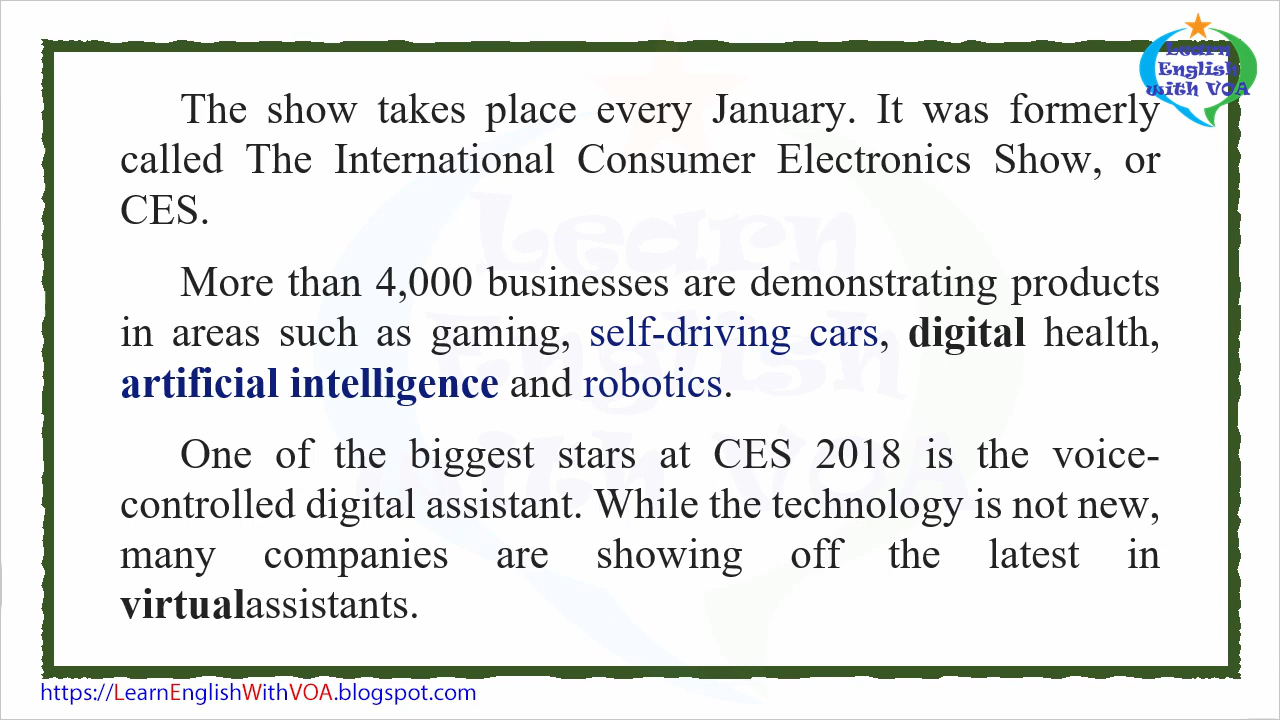 Learn
English
with VOA
The show takes place every January. It was formerly
called The International Consumer Electronics Show, or
CES.
More than 4,000 businesses are demonstrating products
in areas such as gaming, self-driving cars, digital health,
artificial intelligence and robotics.
One of the biggest stars at CES 2018 is the voice-
controlled digital assistant. While the technology is not new,
many companies are showing off the latest in
virtualassistants.
Learn
English
with VOA
https://LearnEnglishWithVOA.blogspot.com